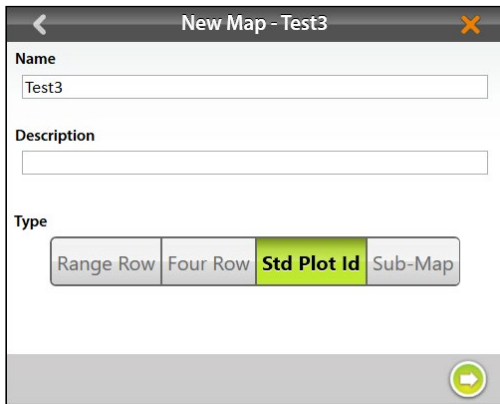 New Map - Test3
Name
Test3
Description
Type
Range Row Four Row Std Plot Id Sub-Map